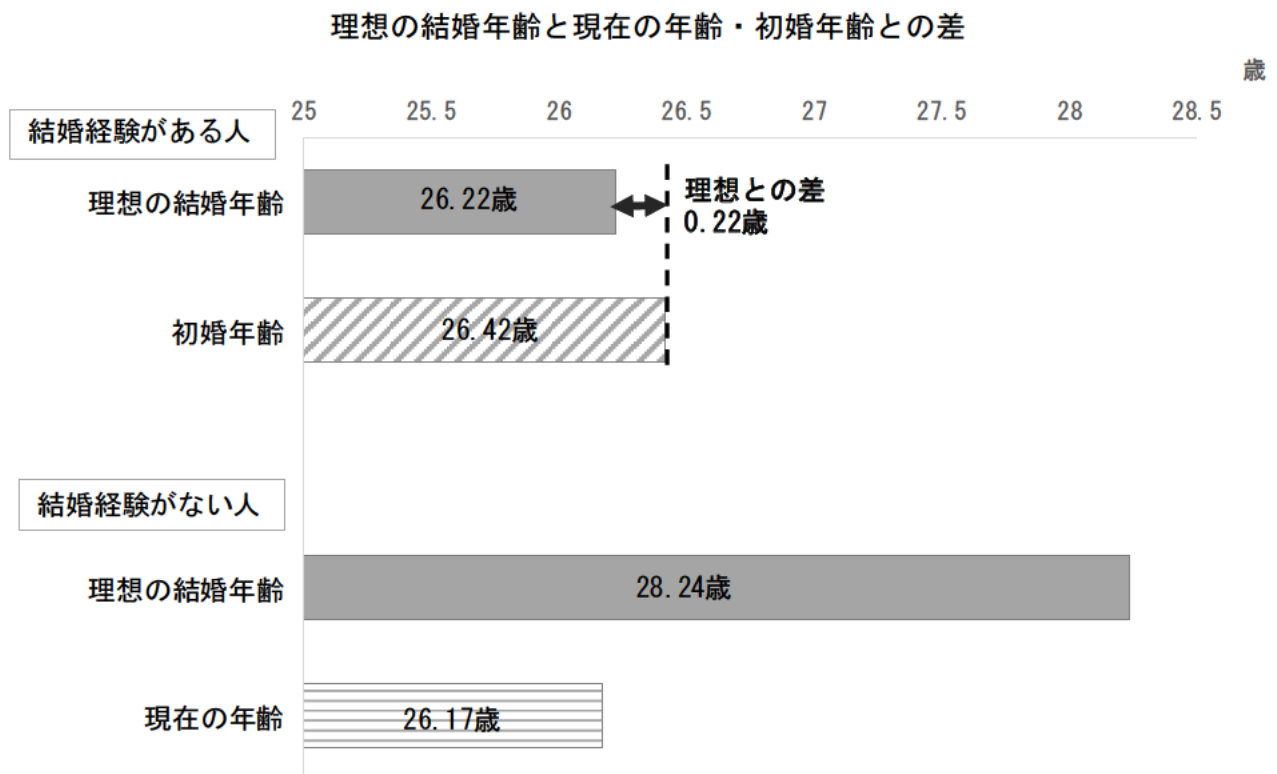 理想の結婚年齢と現在の年齢・初婚年齢との差
歳
25 25.5 26 26.5 27 27.5 28 28.5
結婚経験がある人
理想の結婚年齢
26.22歳
理想との差
0.22歳
初婚年齢
26.42歳
結婚経験がない人
理想の結婚年齢
28.24歳
現在の年齢
26.17歳